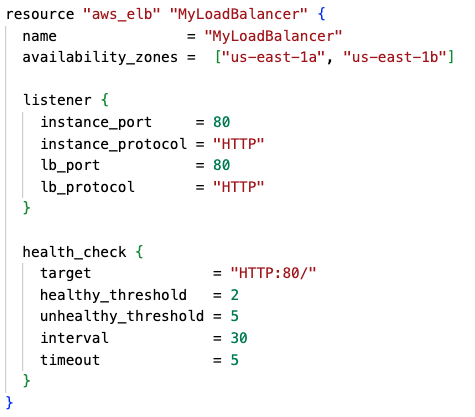 resource "aws_elb" "MyLoadBalancer" {
  name               = "MyLoadBalancer"
  availability_zones =  ["us-east-1a", "us-east-1b"]

  listener {
    instance_port     = 80
    instance_protocol = "HTTP"
    lb_port           = 80
    lb_protocol       = "HTTP"
  }

  health_check {
    target              = "HTTP:80/"
    healthy_threshold   = 2
    unhealthy_threshold = 5
    interval            = 30
    timeout             = 5
  }
}